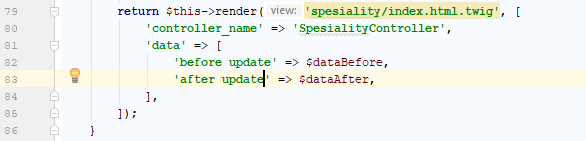 79 return $this->render( view: 'spesiality/index.html.twig', [
80 'controller_name' => 'SpesialityController',
81 'data' => [
82 'before update' => $dataBefore,
83 'after update' => $dataAfter,
84 ],
85 ]);
86 }